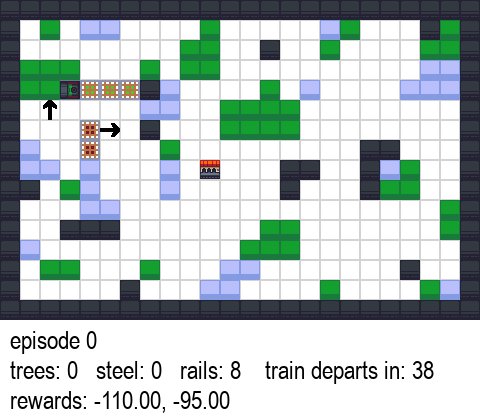 episode 0
trees: 0 steel: 0 rails: 8 train departs in: 38
rewards: -110.00, -95.00